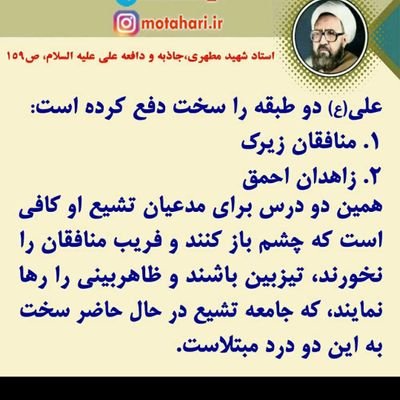 motahari.ir
استاد شهید مطهری،جاذبه و دافعه علی علیه السلام، ص۱۵۹
علی(ع) دو طبقه را سخت دفع کرده است:
۱. منافقان زیرک
۲. زاهدان احمق
همین دو درس برای مدعیان تشیع او کافی
است که چشم باز کنند و فریب منافقان را
نخورند، تیزبین باشند و ظاهربینی را رها
نمایند، که جامعه تشیع در حال حاضر سخت
به این دو درد مبتلاست.